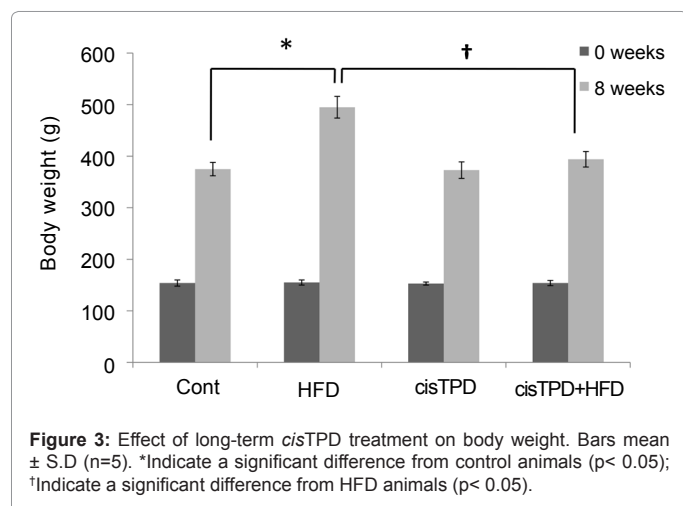 600
500
400
300
200
100
0
Body weight (g)
*
†
0 weeks
8 weeks
Cont
HFD
cisTPD
cisTPD+HFD
Figure 3: Effect of long-term cisTPD treatment on body weight. Bars mean
± S.D (n=5). *Indicate a significant difference from control animals (p< 0.05);
†Indicate a significant difference from HFD animals (p< 0.05).